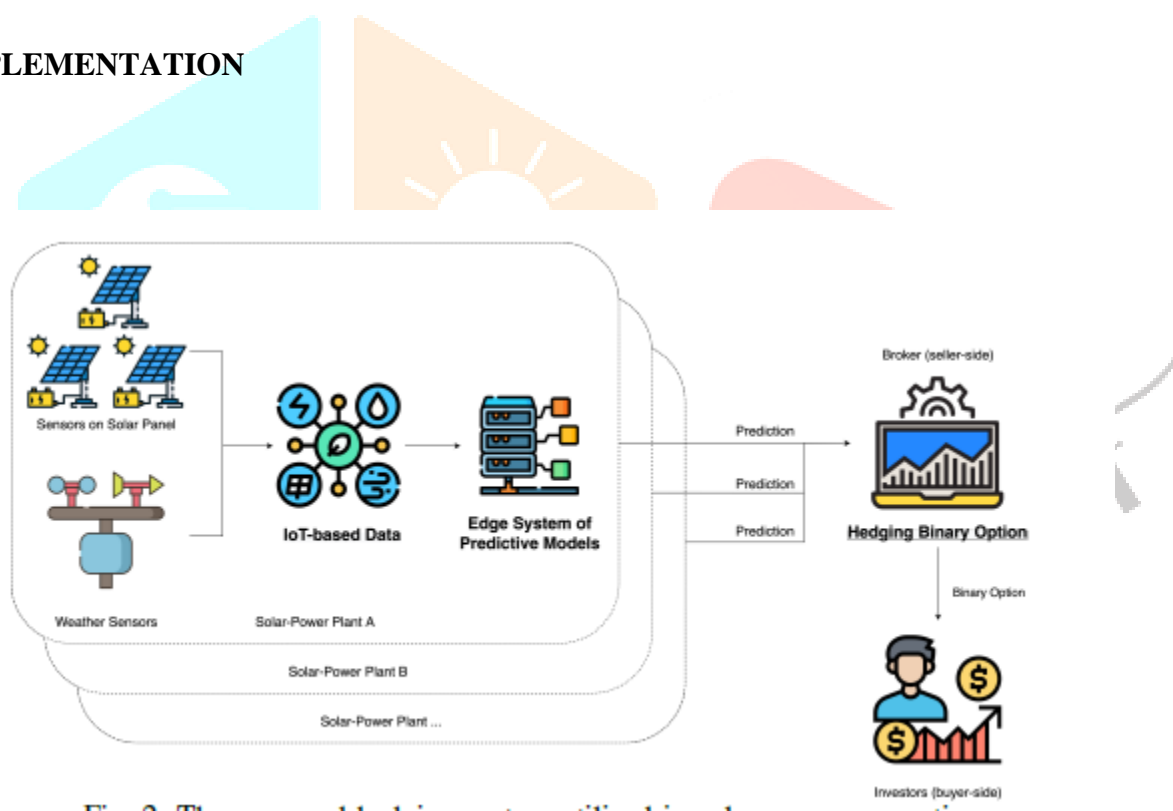 PLEMENTATION
Broker (seller-side)
Sensors on Solar Panel
Prediction
Prediction
Prediction
IoT-based Data
Edge System of
Predictive Models
Hedging Binary Option
Binary Option
Weather Sensors
Solar-Power Plant A
Solar-Power Plant B
Solar-Power Plant ...
Investors (buyer-side)